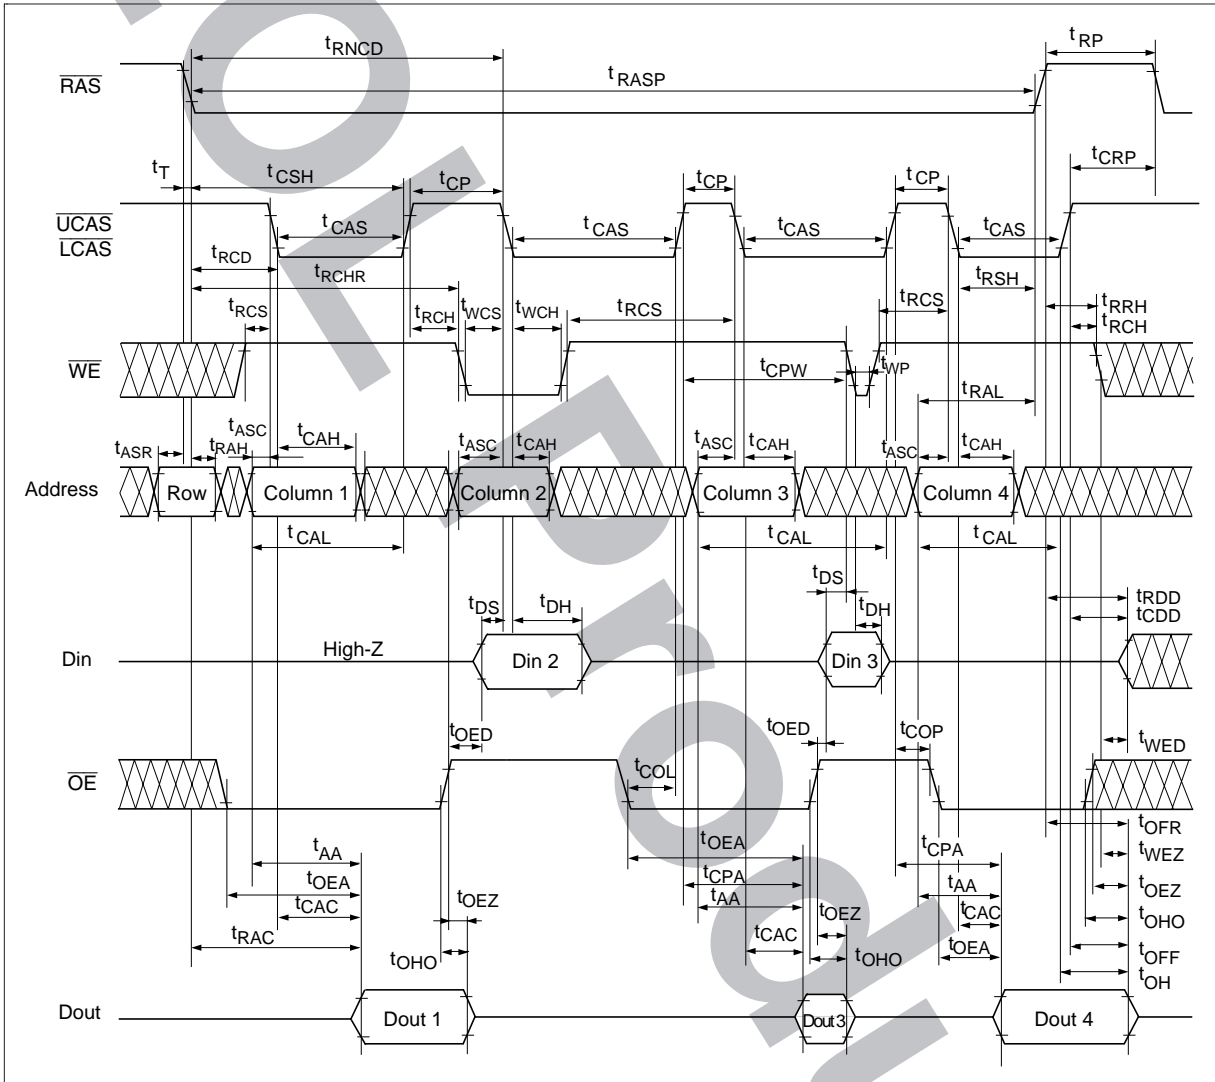 tRNCD
tRP
RAS
tRASP
tT
tCSH
tCP
tCP
tCP
tCRP
UCAS
LCAS
tCAS
tCAS
tCAS
tCAS
tRCD
tRCHR
tRSH
tRCS
tRCH
tWCS
tWCH
tRCS
tRCS
tRRH
tRCH
WE
tCPW
tWP
tRAL
tASR
tRAH
tASC
tCAH
tASC
tCAH
tASC
tCAH
tASC
tCAH
Address
Row
Column 1
Column 2
Column 3
Column 4
tCAL
tCAL
tCAL
tDS
tDH
tDS
tDH
tRDD
tCDD
Din
High-Z
Din 2
Din 3
tOED
tOED
tCOP
tWED
OE
tCOL
tOFR
tAA
tOEA
tCPA
tWEZ
tOEA
tCPA
tAA
tOEZ
tCAC
tOEZ
tAA
tOEZ
tCAC
tOHO
tRAC
tOHO
tCAC
tOHO
tOEA
tOFF
tOH
Dout
Dout 1
Dout 3
Dout 4
OL Produ